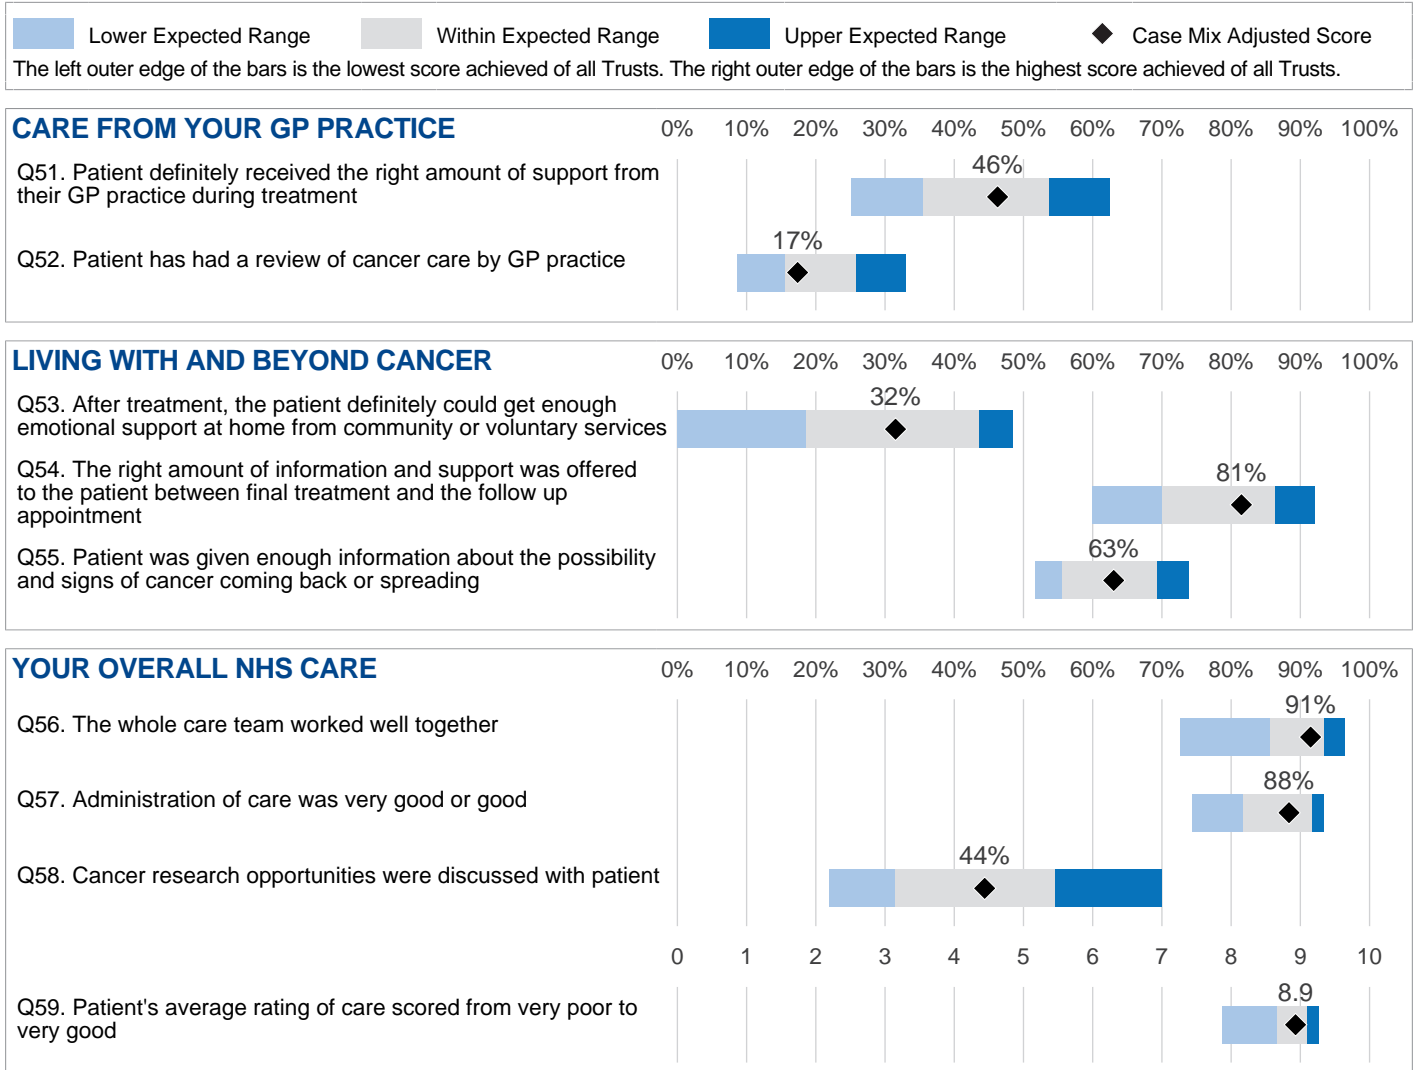 Lower Expected Range Within Expected Range Upper Expected Range Case Mix Adjusted Score
The left outer edge of the bars is the lowest score achieved of all Trusts. The right outer edge of the bars is the highest score achieved of all Trusts.
CARE FROM YOUR GP PRACTICE 0% 10% 20% 30% 40% 50% 60% 70% 80% 90% 100%
46%
Q51. Patient definitely received the right amount of support from
their GP practice during treatment
17%
Q52. Patient has had a review of cancer care by GP practice
LIVING WITH AND BEYOND CANCER 0% 10% 20% 30% 40% 50% 60% 70% 80% 90% 100%
32%
Q53. After treatment, the patient definitely could get enough
emotional support at home from community or voluntary services
81%
Q54. The right amount of information and support was offered
to the patient between final treatment and the follow up
appointment
63%
Q55. Patient was given enough information about the possibility
and signs of cancer coming back or spreading
YOUR OVERALL NHS CARE 0% 10% 20% 30% 40% 50% 60% 70% 80% 90% 100%
91%
Q56. The whole care team worked well together
88%
Q57. Administration of care was very good or good
44%
Q58. Cancer research opportunities were discussed with patient
0 1 2 3 4 5 6 7 8 9 10
8.9
Q59. Patient's average rating of care scored from very poor to
very good